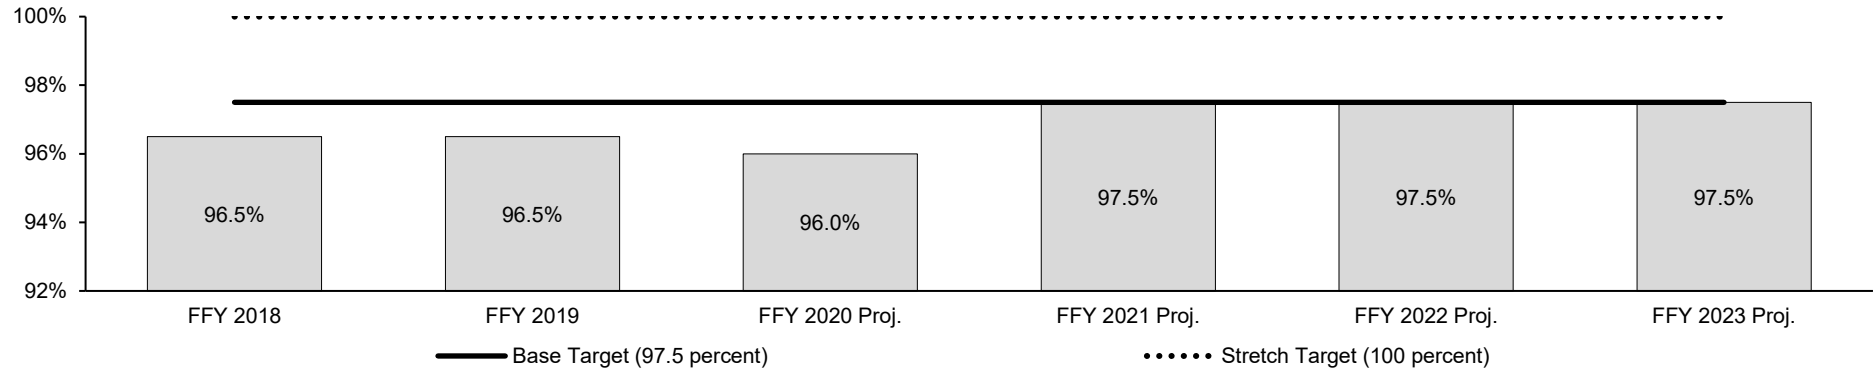 100%
98%
96%
94%
92%
96.5%
96.5%
96.0%
97.5%
97.5%
97.5%
FFY 2018
FFY 2019
FFY 2020 Proj.
FFY 2021 Proj.
FFY 2022 Proj.
FFY 2023 Proj.
Base Target (97.5 percent)
Stretch Target (100 percent)